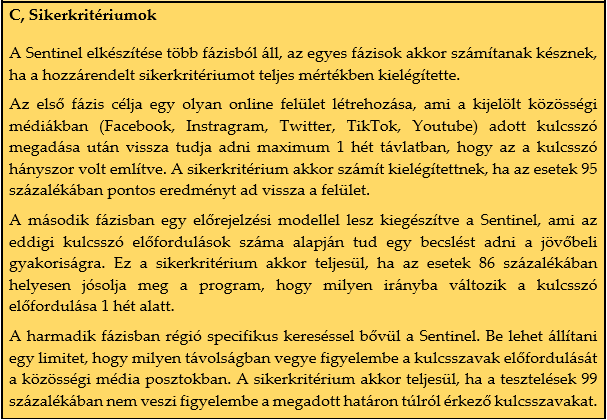 C, Sikerkritériumok
A Sentinel elkészítése több fázisból áll, az egyes fázisok akkor számítanak késznek,
ha a hozzárendelt sikerkritériumot teljes mértékben kielégítette.
Az első fázis célja egy olyan online felület létrehozása, ami a kijelölt közösségi
médiákban (Facebook, Instragram, Twitter, TikTok, Youtube) adott kulcsszó
megadása után vissza tudja adni maximum 1 hét távlatban, hogy az a kulcsszó
hányszor volt említve. A sikerkritérium akkor számít kielégítettnek, ha az esetek 95
százalékában pontos eredményt ad vissza a felület.
A második fázisban egy előrejelzési modellel lesz kiegészítve a Sentinel, ami az
eddigi kulcsszó előfordulások száma alapján tud egy becslést adni a jövőbeli
gyakoriságra. Ez a sikerkritérium akkor teljesül, ha az esetek 86 százalékában
helyesen jósolja meg a program, hogy milyen irányba változik a kulcsszó
előfordulása 1 hét alatt.
A harmadik fázisban régió specifikus kereséssel bővül a Sentinel. Be lehet állítani
egy limitet, hogy milyen távolságban vegye figyelembe a kulcsszavak előfordulását
a közösségi média posztokban. A sikerkritérium akkor teljesül, ha a tesztelések 99
százalékában nem veszi figyelembe a megadott határon túlról érkező kulcsszavakat.